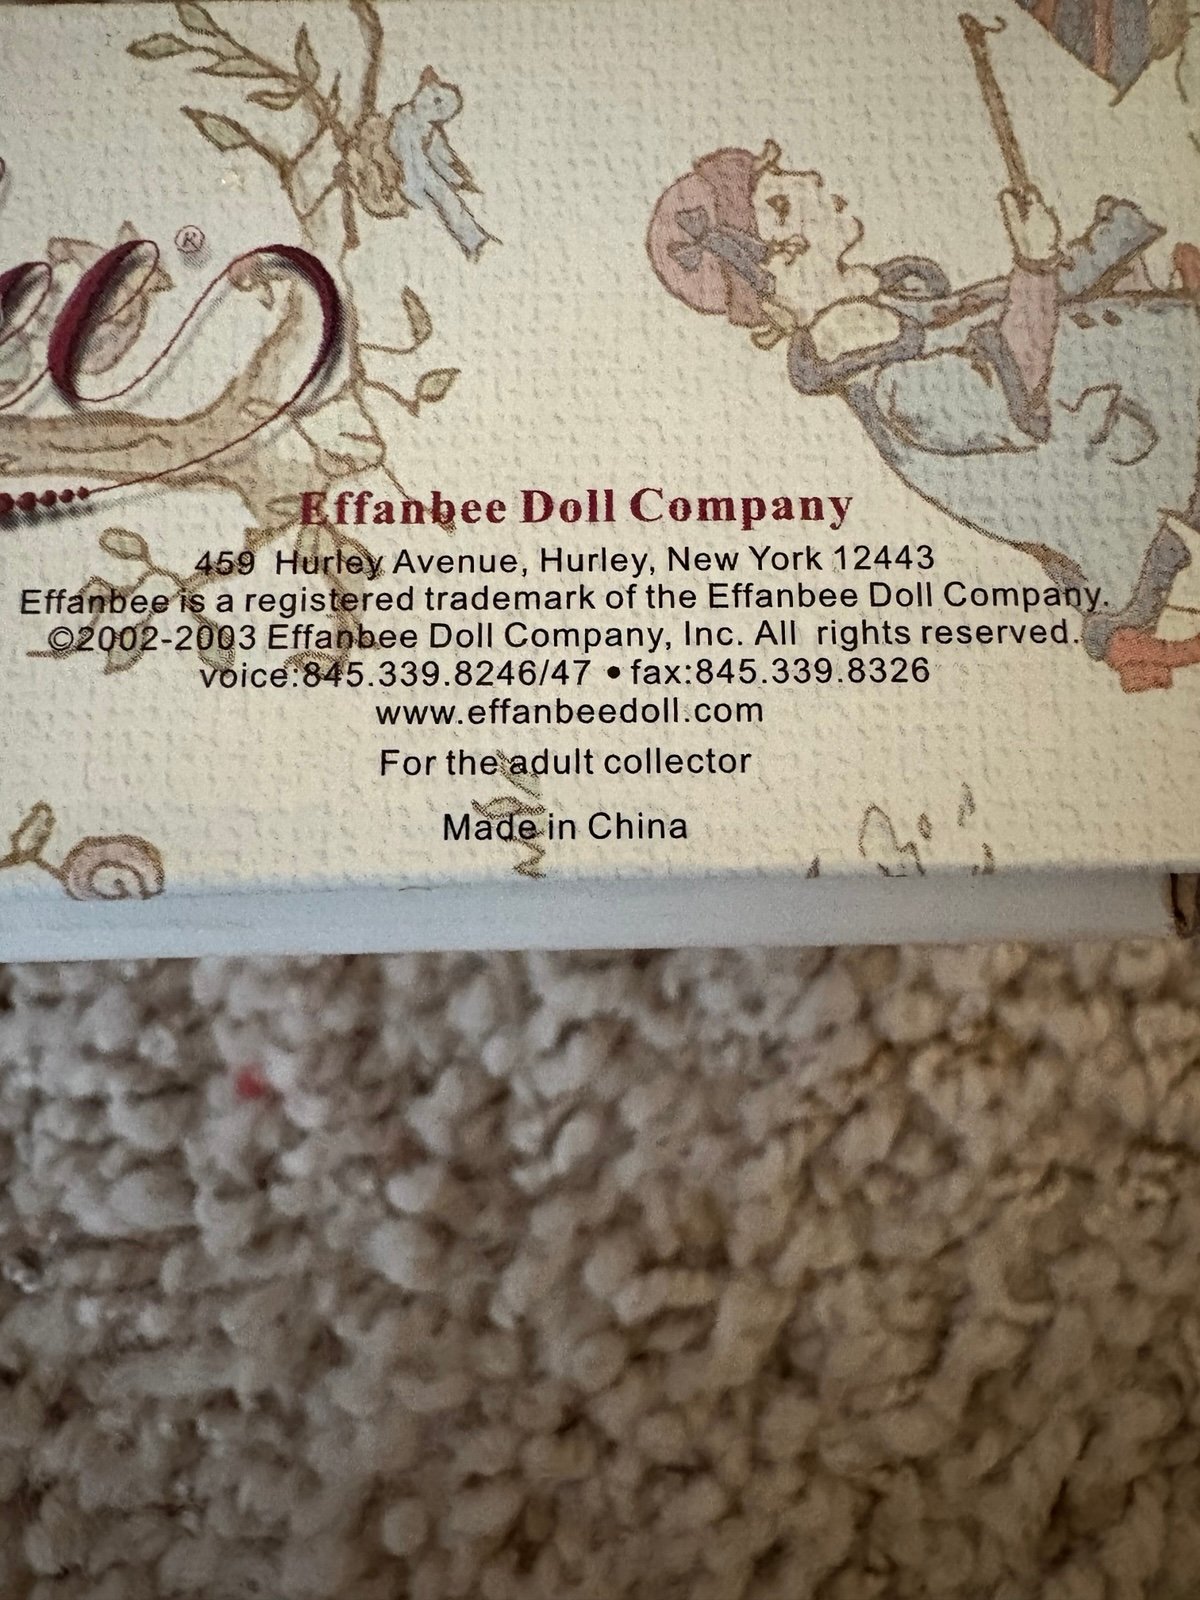 ee®
Effanbee Doll Company
459 Hurley Avenue, Hurley, New York 12443
Effanbee is a registered trademark of the Effanbee Doll Company.
©2002-2003 Effanbee Doll Company, Inc. All rights reserved.
voice:845.339.8246/47 • fax:845.339.8326
www.effanbeedoll.com
For the adult collector
Made in China